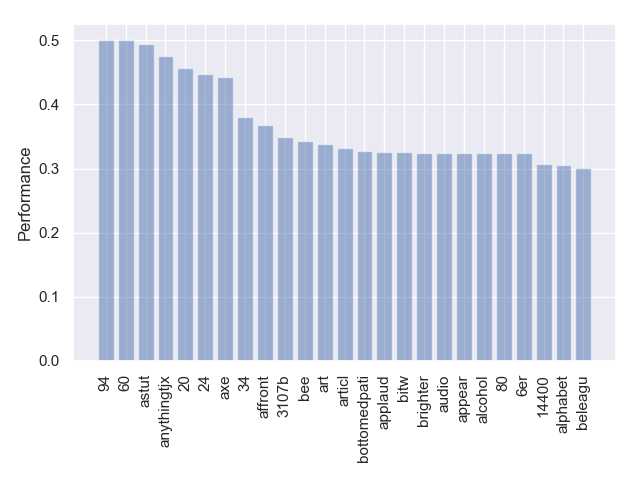 0.5
0.4
0.3
0.2
0.1
0.0
Performance
94
60
astut
anythingtjx
20
24
axe
34
affront
3107b
bee
art
articl
bottomedpati
applaud
bitw
brighter
audio
appear
alcohol
80
6er
14400
alphabet
beleagu